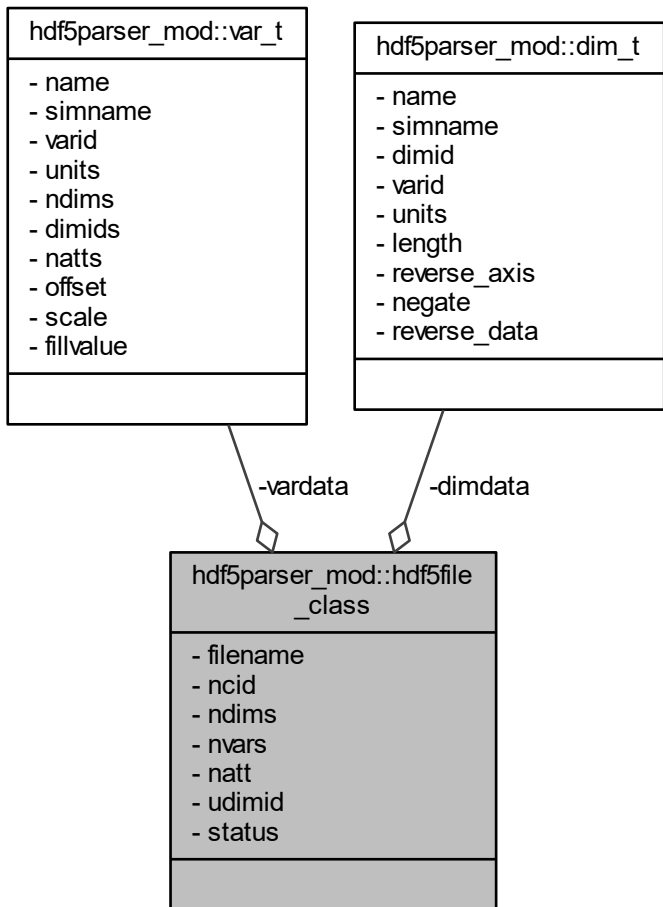 hdf5parser_mod::var_t
- name
- simname
- varid
- units
- ndims
- dimids
- natts
- offset
- scale
- fillvalue
hdf5parser_mod::dim_t
- name
- simname
- dimid
- varid
- units
- length
- reverse_axis
- negate
- reverse_data
-vardata
-dimdata
hdf5parser_mod::hdf5file
_class
- filename
- ncid
- ndims
- nvars
- natt
- udimid
- status